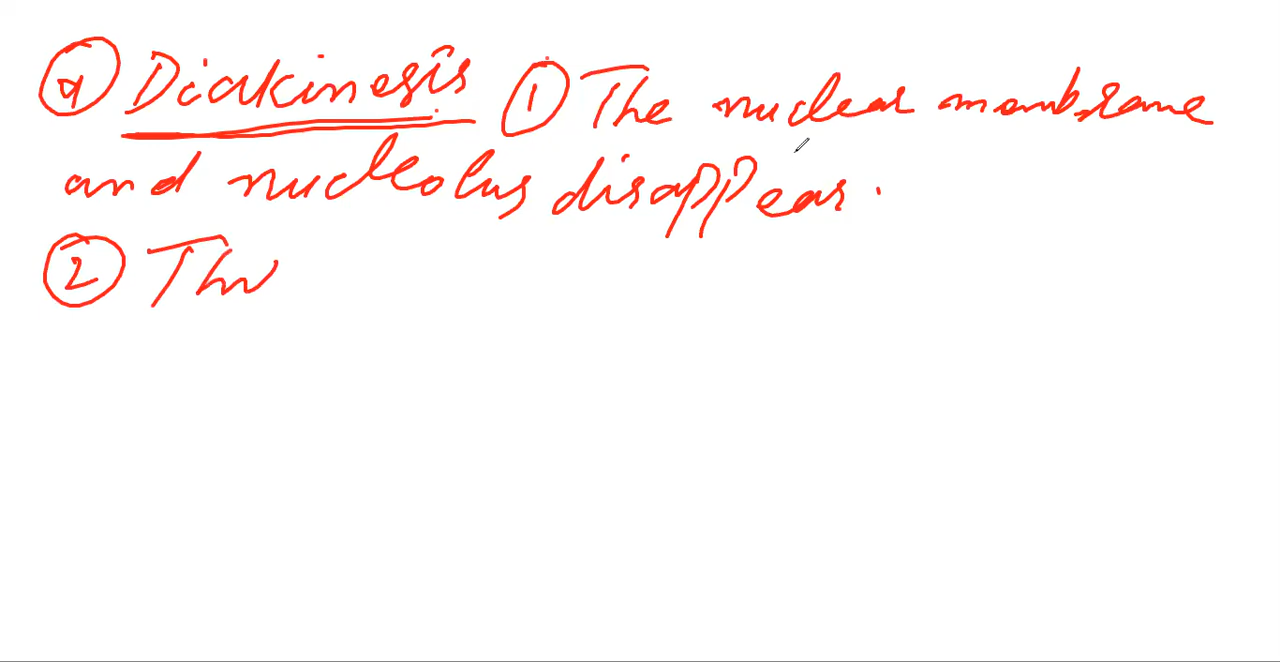 ④ Diakinesis ① The nuclear membrane
and nucleolus disappear.
② The